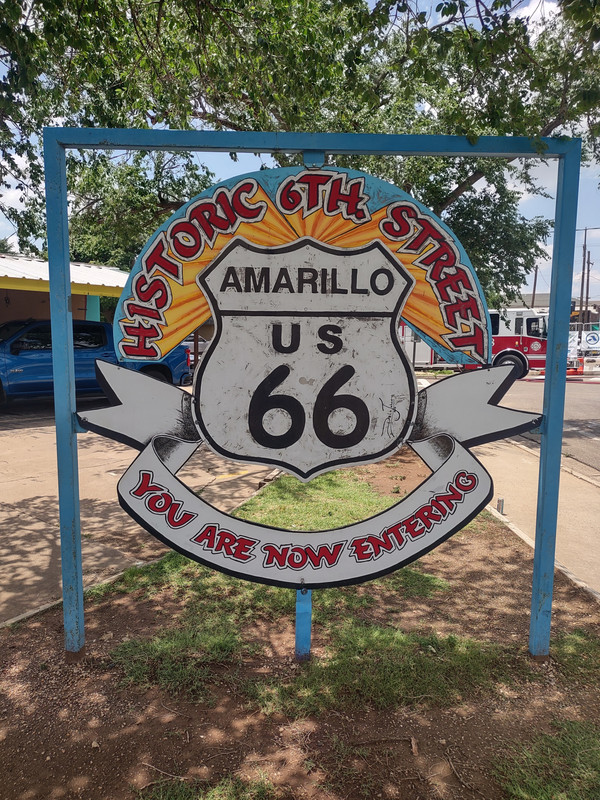 HISTORIC 6TH. STREET
AMARILLO
US
66
YOU ARE NOW ENTERING